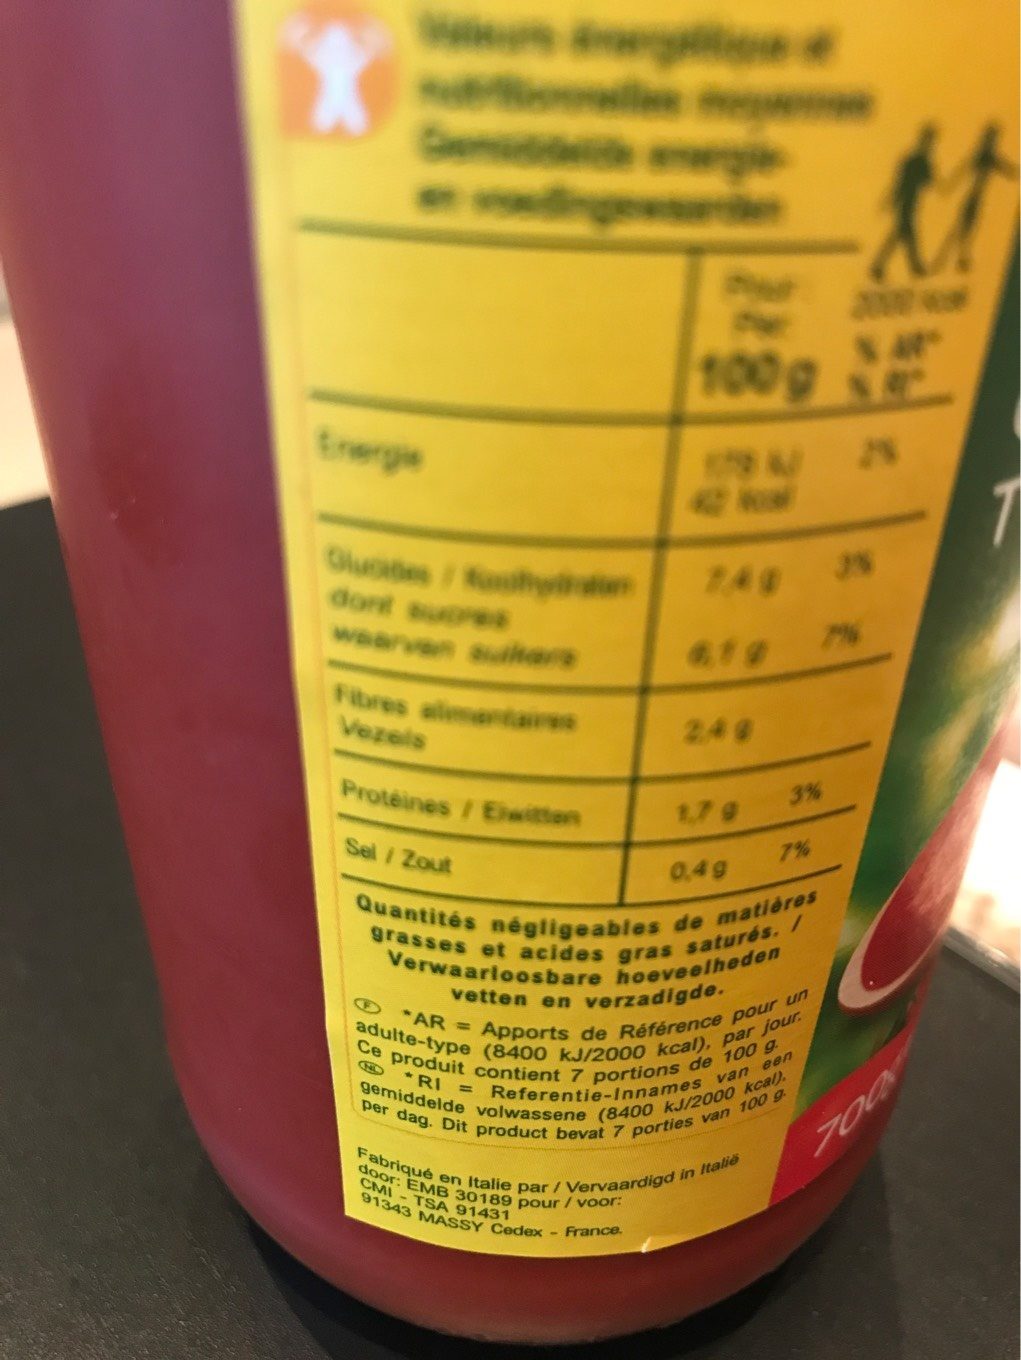 Valeurs énergétique et
nutritionnelles moyennes
Gemiddelde energie-
en voedingswaarden
Pour
Per
100 g
2000 kcal
% AR*
% RI*
Energie 178 kJ 2%
42 kcal
Glucides / Koolhydraten 7,4 g 3%
dont sucres
waarvan suikers 6,1 g 7%
Fibres alimentaires
Vezels 2,4 g
Protéines / Eiwitten 1,7 g 3%
Sel / Zout 0,4 g 7%
Quantités négligeables de matières
grasses et acides gras saturés. /
Verwaarloosbare hoeveelheden
vetten en verzadigde.
F *AR = Apports de Référence pour un
adulte-type (8400 kJ/2000 kcal), par jour.
Ce produit contient 7 portions de 100 g.
NL *RI = Referentie-Innames van een
gemiddelde volwassene (8400 kJ/2000 kcal),
per dag. Dit product bevat 7 porties van 100 g.
Fabriqué en Italie par / Vervaardigd in Italië
door: EMB 30189 pour / voor:
CMI - TSA 91431
91343 MASSY Cedex - France.